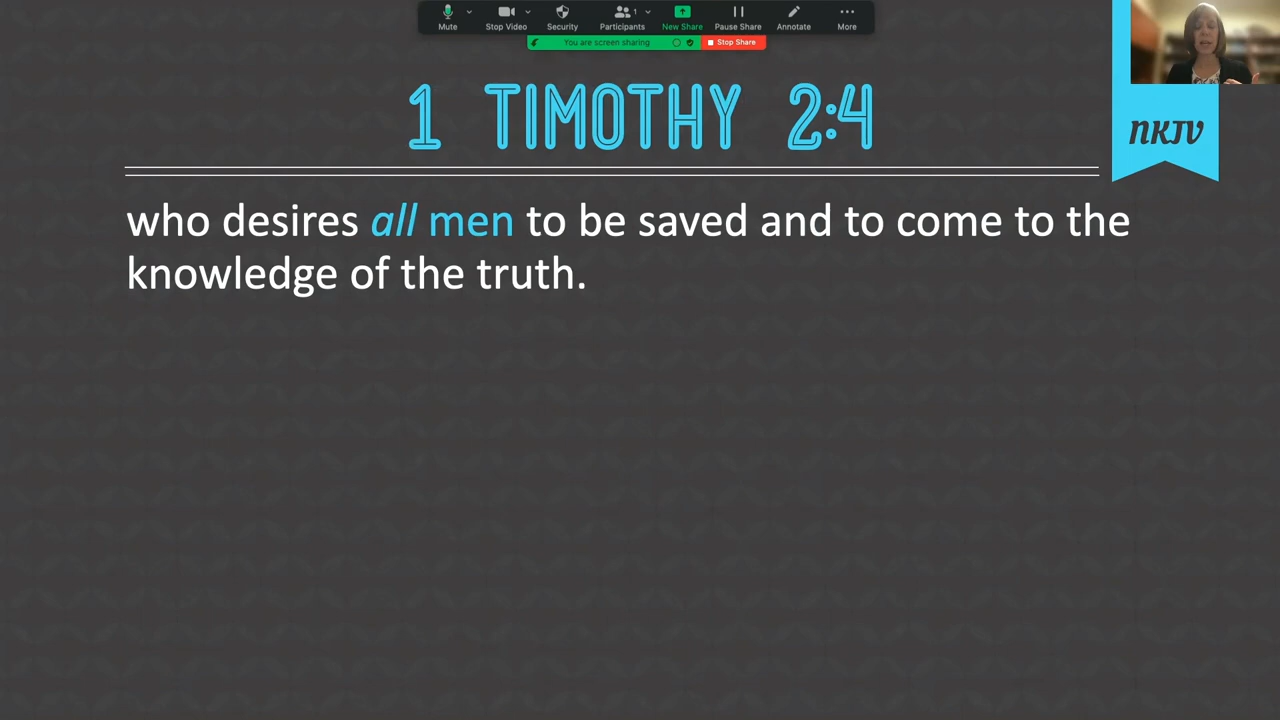 Mute
Stop Video
Security
Participants
1
New Share
Pause Share
Annotate
More
You are screen sharing
Stop Share
1 TIMOTHY 2:4
NKJV
who desires all men to be saved and to come to the
knowledge of the truth.